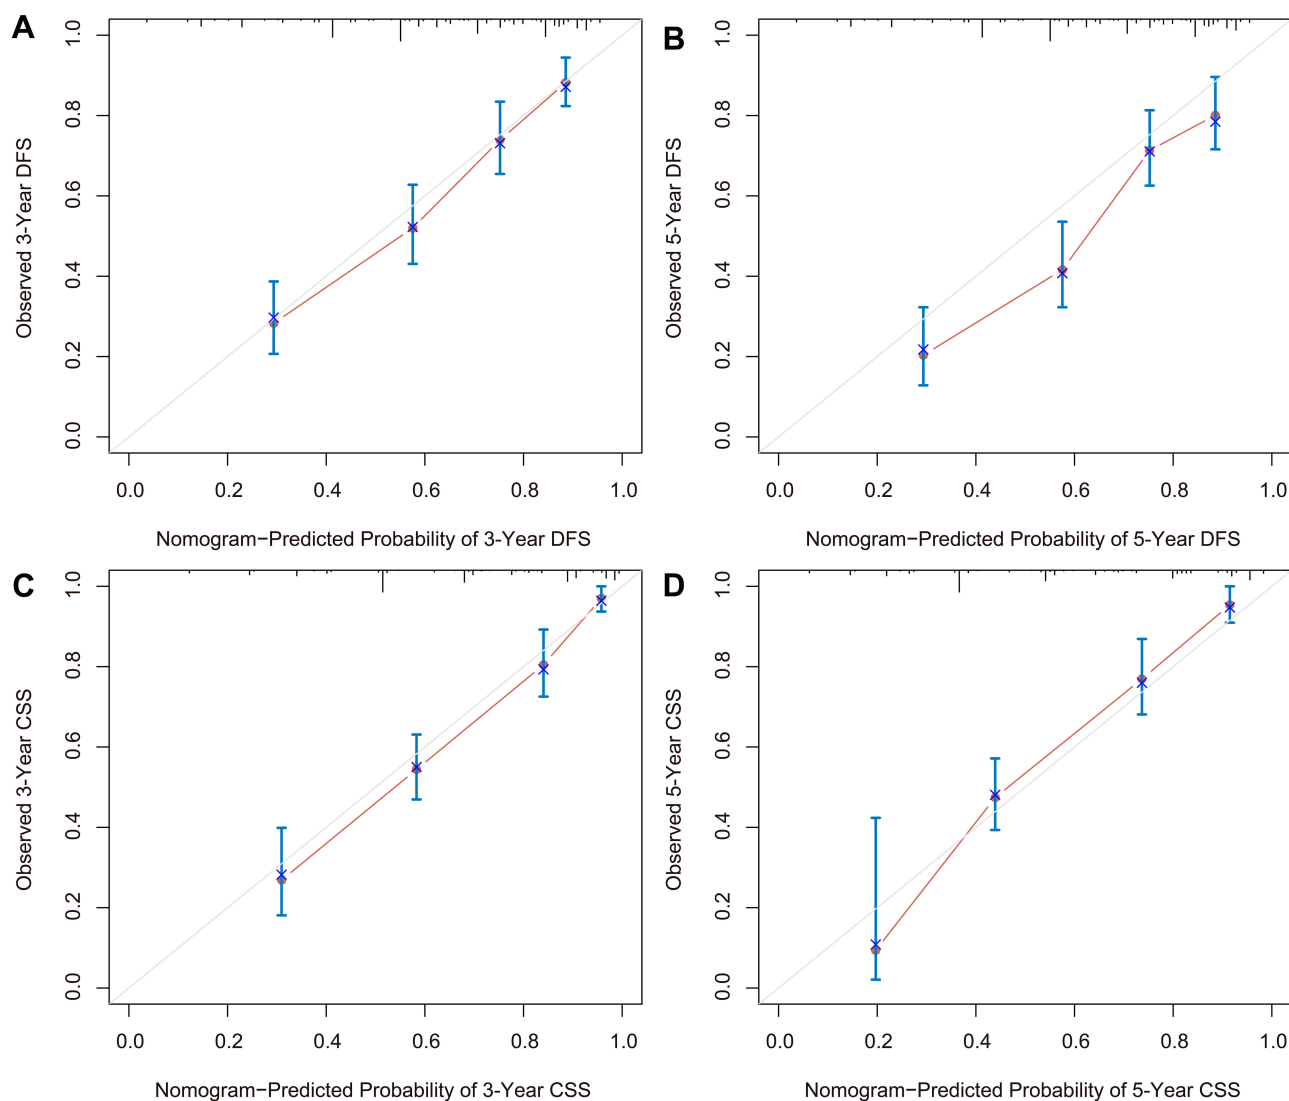 A
Observed 3-Year DFS
1.0
0.8
0.6
0.4
0.2
0.0
0.0 0.2 0.4 0.6 0.8 1.0
Nomogram−Predicted Probability of 3-Year DFS
B
Observed 5-Year DFS
1.0
0.8
0.6
0.4
0.2
0.0
0.0 0.2 0.4 0.6 0.8 1.0
Nomogram−Predicted Probability of 5-Year DFS
C
Observed 3-Year CSS
1.0
0.8
0.6
0.4
0.2
0.0
0.0 0.2 0.4 0.6 0.8 1.0
Nomogram−Predicted Probability of 3-Year CSS
D
Observed 5-Year CSS
1.0
0.8
0.6
0.4
0.2
0.0
0.0 0.2 0.4 0.6 0.8 1.0
Nomogram−Predicted Probability of 5-Year CSS